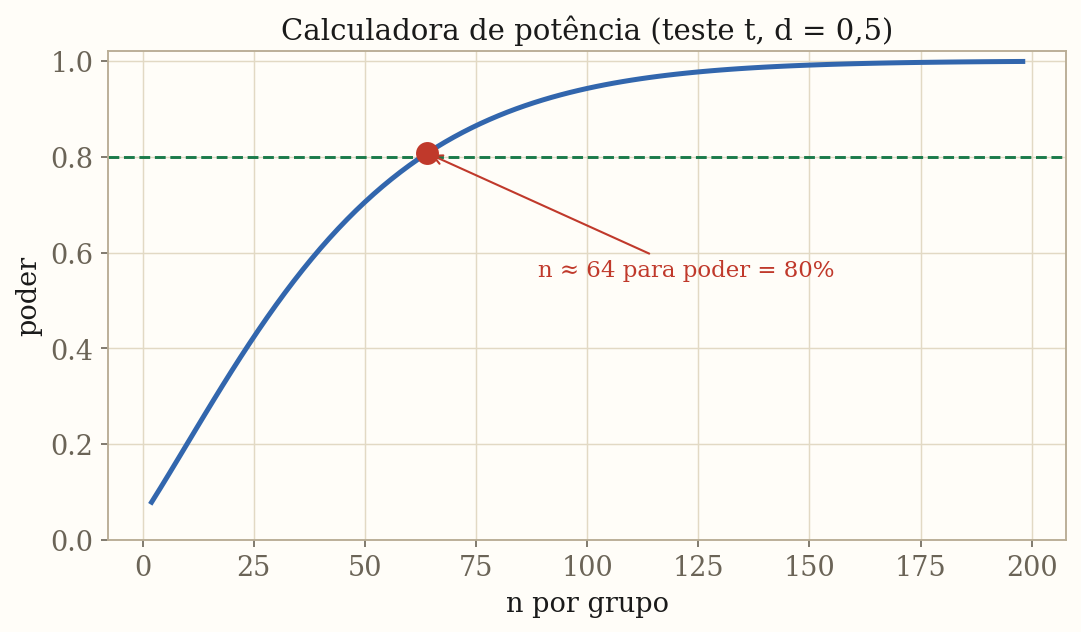 Calculadora de potência (teste t, d = 0,5)
1.0
0.8
0.6
0.4
0.2
0.0
poder
n ≈ 64 para poder = 80%
0 25 50 75 100 125 150 175 200
n por grupo